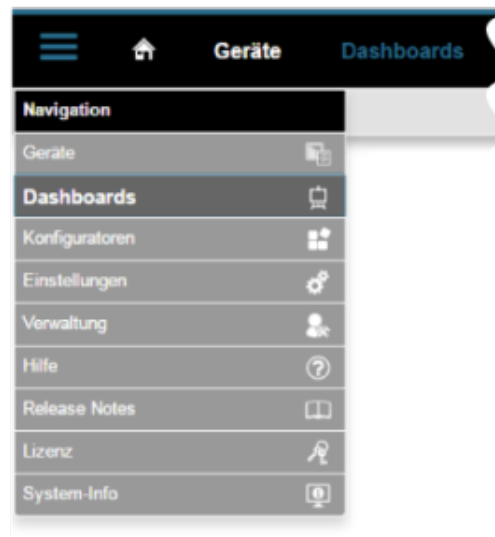 Geräte Dashboards
Navigation
Geräte
Dashboards
Konfiguratoren
Einstellungen
Verwaltung
Hilfe
Release Notes
Lizenz
System-Info